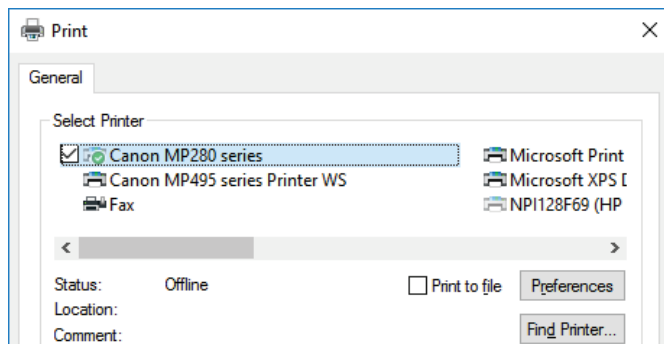 Print
General
Select Printer
Canon MP280 series
Canon MP495 series Printer WS
Fax
Microsoft Print
Microsoft XPS
NPI128F69 (HP
Status: Offline
Print to file
Preferences
Location:
Comment:
Find Printer...